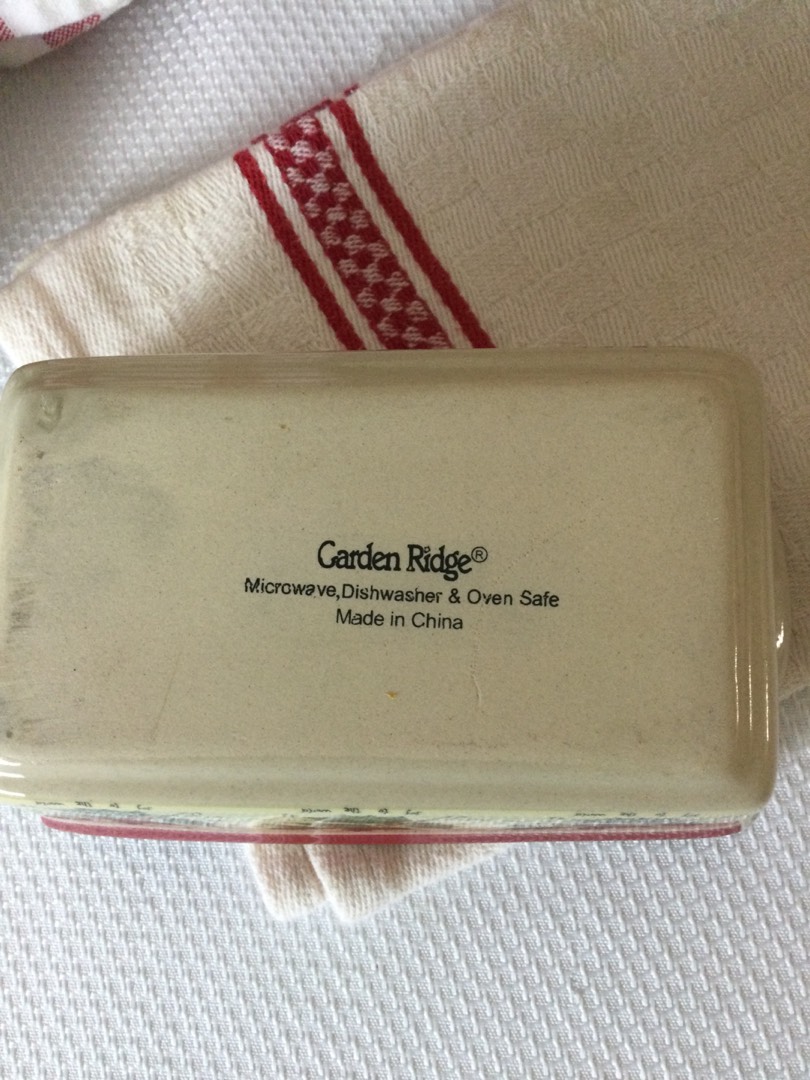 Garden Ridge®
Microwave,Dishwasher & Oven Safe
Made in China